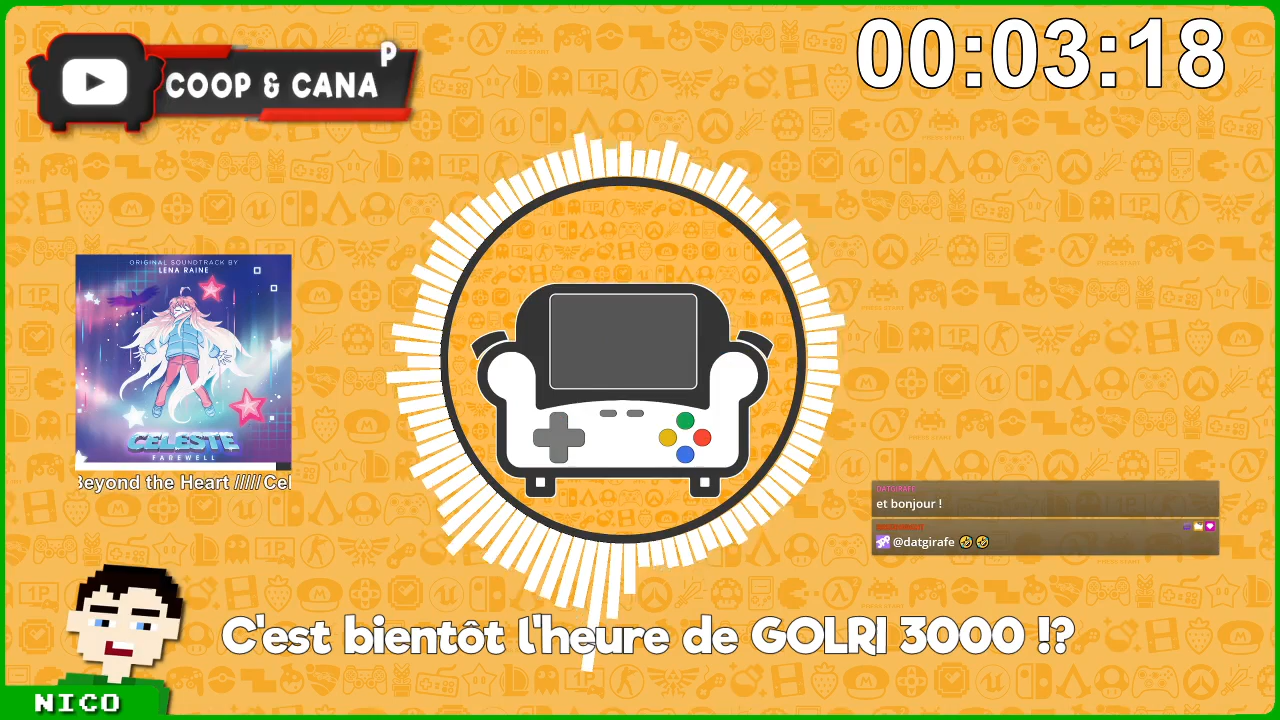 COOP & CANA P
00:03:18
ORIGINAL SOUNDTRACK BY
LENA RAINE
CELESTE
FAREWELL
Beyond the Heart ///// Cel
DATGIRAFE
et bonjour !
@datgirafe
C'est bientôt l'heure de GOLRI 3000 !?
NICO